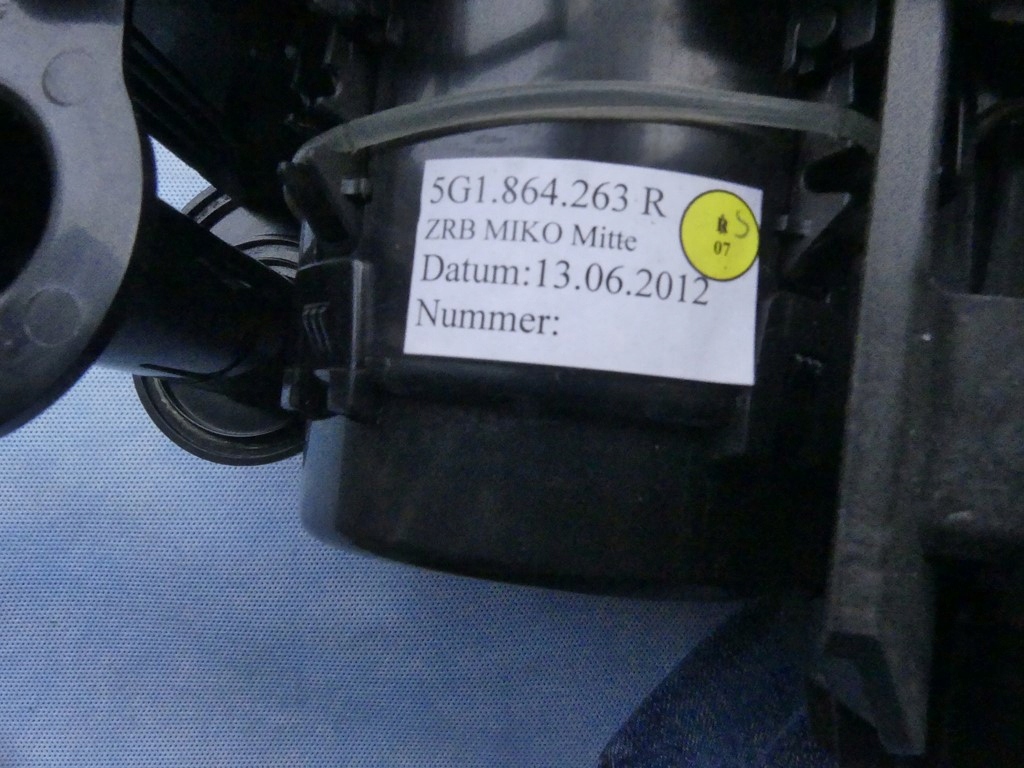 5G1.864.263 R
ZRB MIKO Mitte
Datum:13.06.2012
Nummer:
07